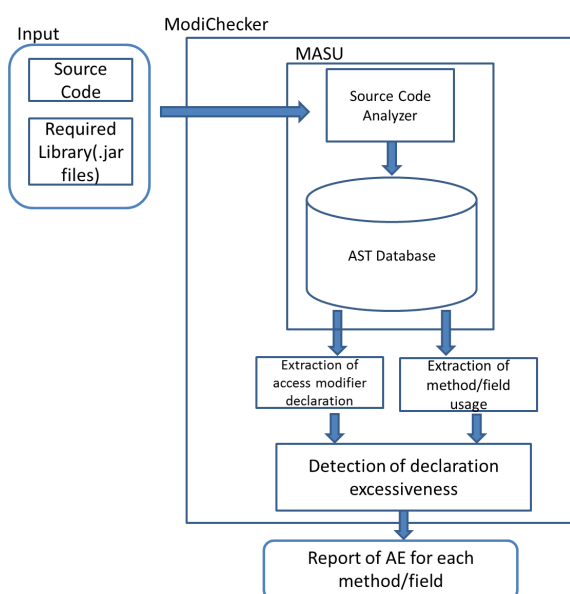 ModiChecker
Input
Source
Code
Required
Library(.jar
files)
MASU
Source Code
Analyzer
AST Database
Extraction of
access modifier
declaration
Extraction of
method/field
usage
Detection of declaration
excessiveness
Report of AE for each
method/field